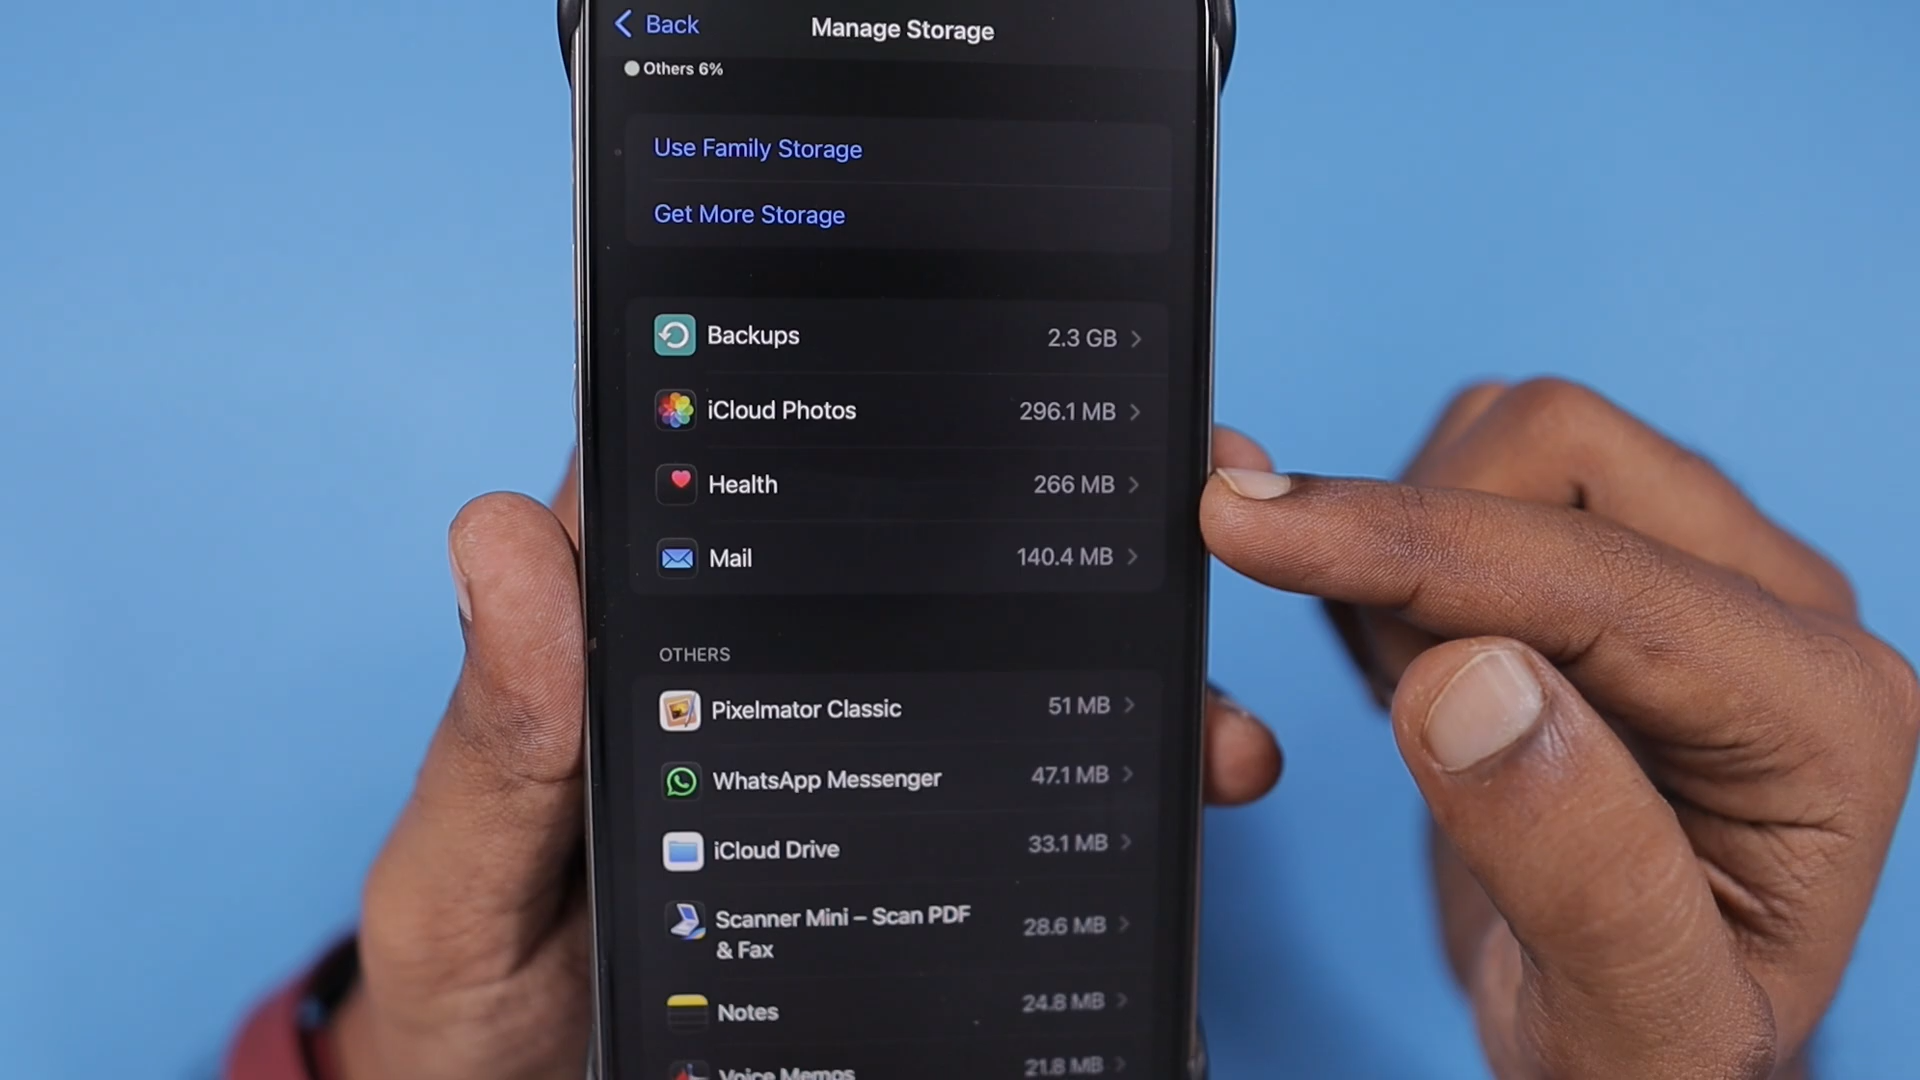 Back
Manage Storage
Others 6%
Use Family Storage
Get More Storage
Backups 2.3 GB
iCloud Photos 296.1 MB
Health 266 MB
Mail 140.4 MB
OTHERS
Pixelmator Classic 51 MB
WhatsApp Messenger 47.1 MB
iCloud Drive 33.1 MB
Scanner Mini – Scan PDF
& Fax 28.6 MB
Notes 24.8 MB
Voice Memos 21.8 MB